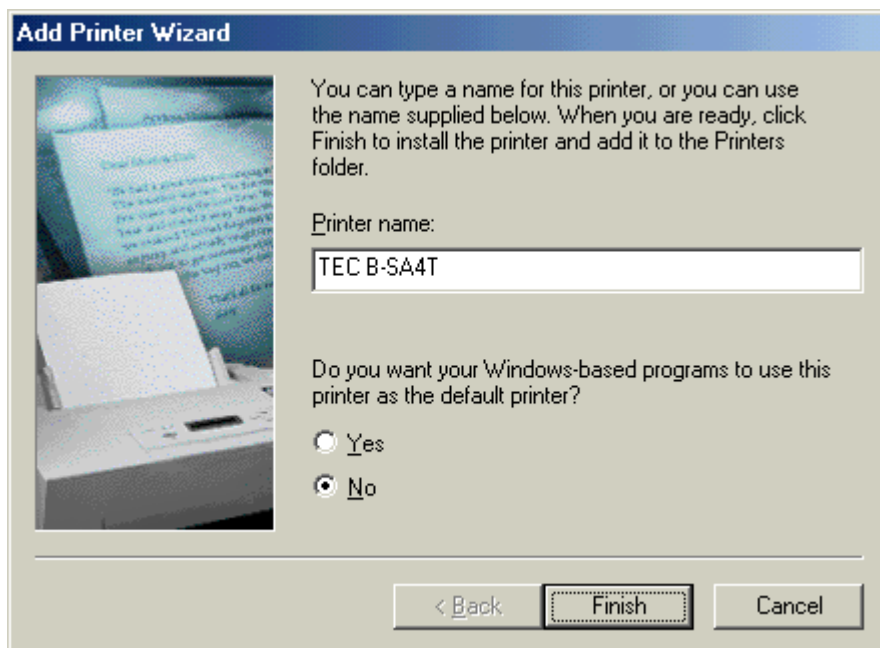 Add Printer Wizard
You can type a name for this printer, or you can use
the name supplied below. When you are ready, click
Finish to install the printer and add it to the Printers
folder.
Printer name:
TEC B-SA4T
Do you want your Windows-based programs to use this
printer as the default printer?
Yes
No
< Back
Finish
Cancel